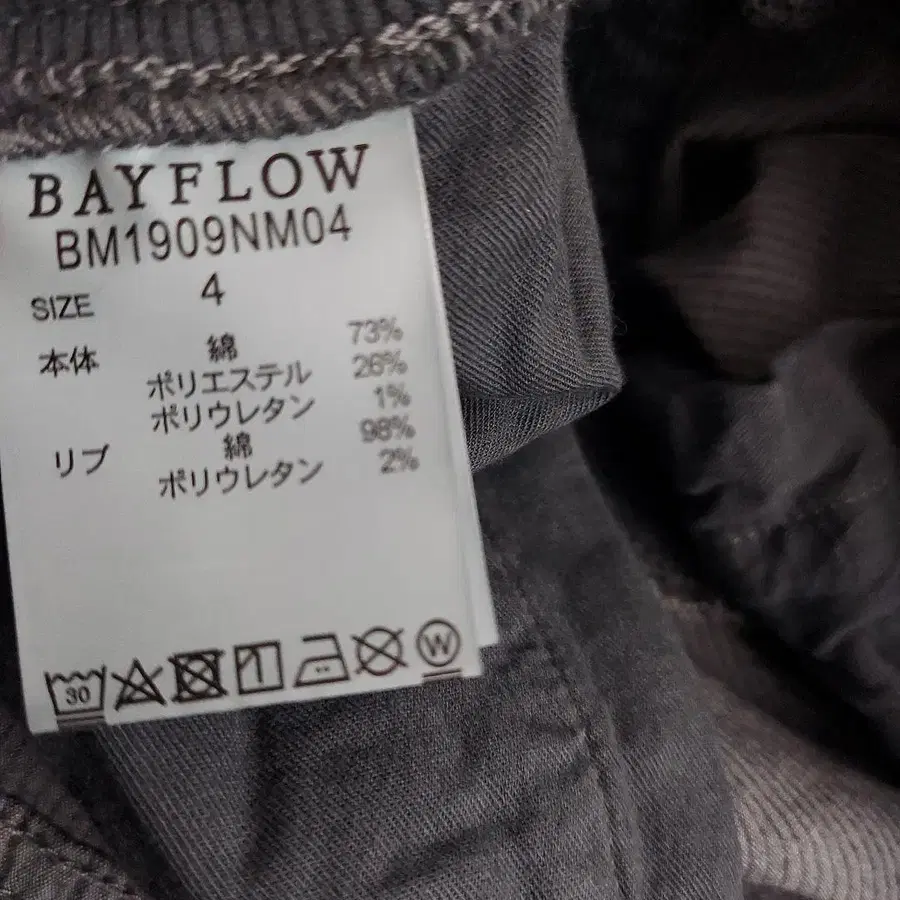 BAYFLOW
BM1909NM04
SIZE 4
本体 綿 73%
ポリエステル 26%
ポリウレタン 1%
リブ 綿 98%
ポリウレタン 2%
30
W